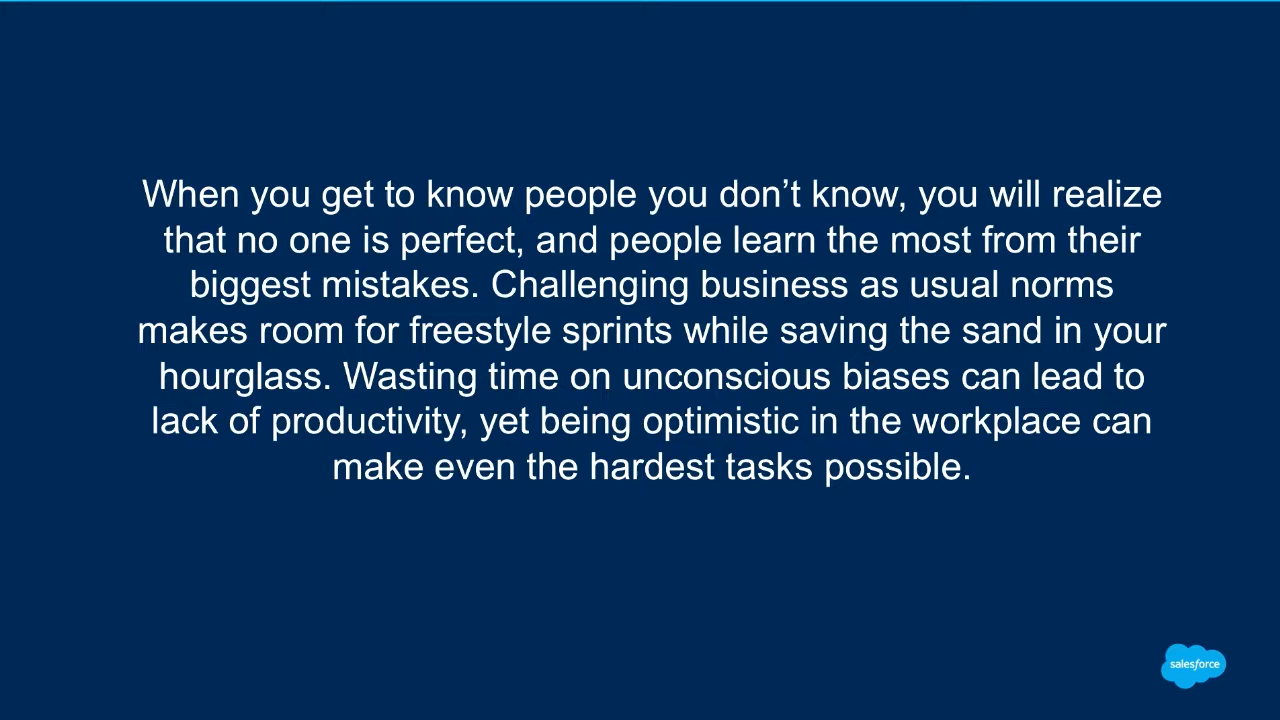 When you get to know people you don’t know, you will realize
that no one is perfect, and people learn the most from their
biggest mistakes. Challenging business as usual norms
makes room for freestyle sprints while saving the sand in your
hourglass. Wasting time on unconscious biases can lead to
lack of productivity, yet being optimistic in the workplace can
make even the hardest tasks possible.
salesforce